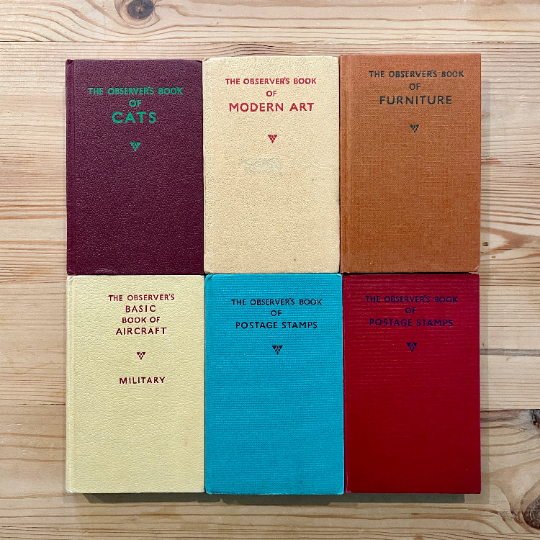 THE OBSERVER'S BOOK
OF
CATS
THE OBSERVER'S BOOK
OF
MODERN ART
THE OBSERVER'S BOOK
OF
FURNITURE
THE OBSERVER'S
BASIC
BOOK OF
AIRCRAFT
MILITARY
THE OBSERVER'S BOOK
OF
POSTAGE STAMPS
THE OBSERVER'S BOOK
OF
POSTAGE STAMPS